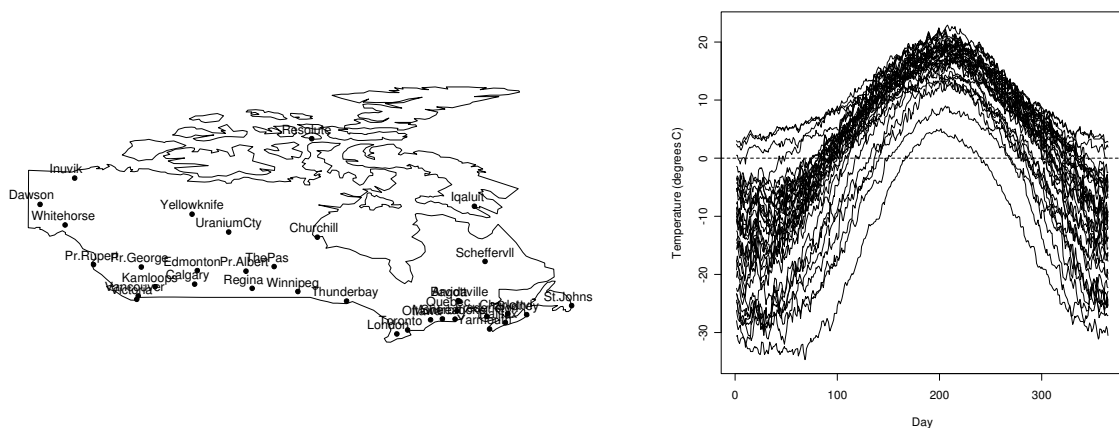 Resolute
Inuvik
Dawson
Iqaluit
Yellowknife
Whitehorse
UraniumCty
Churchill
Pr.Rupert
Pr.George
Edmonton
Pr.Albert
ThePas
Scheffervll
Kamloops
Calgary
Vancouver
Victoria
Regina
Winnipeg
Thunderbay
Quebec
St.Johns
Sydney
Toronto
London
20
10
0
-10
-20
-30
Temperature (degrees C)
0
100
200
300
Day